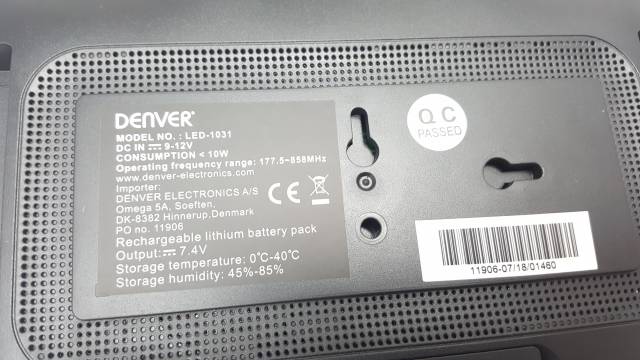 DENVER®
MODEL NO. : LED-1031
DC IN ⎓ 9-12V
CONSUMPTION < 10W
Operating frequency range: 177.5~858MHz
www.denver-electronics.com
Importer:
DENVER ELECTRONICS A/S
Omega 5A, Soeften,
DK-8382 Hinnerup,Denmark
PO no. 11906
Rechargeable lithium battery pack
Output:⎓ 7.4V
Storage temperature: 0℃-40℃
Storage humidity: 45%-85%
CE
QC
PASSED
11906-07/18/01460